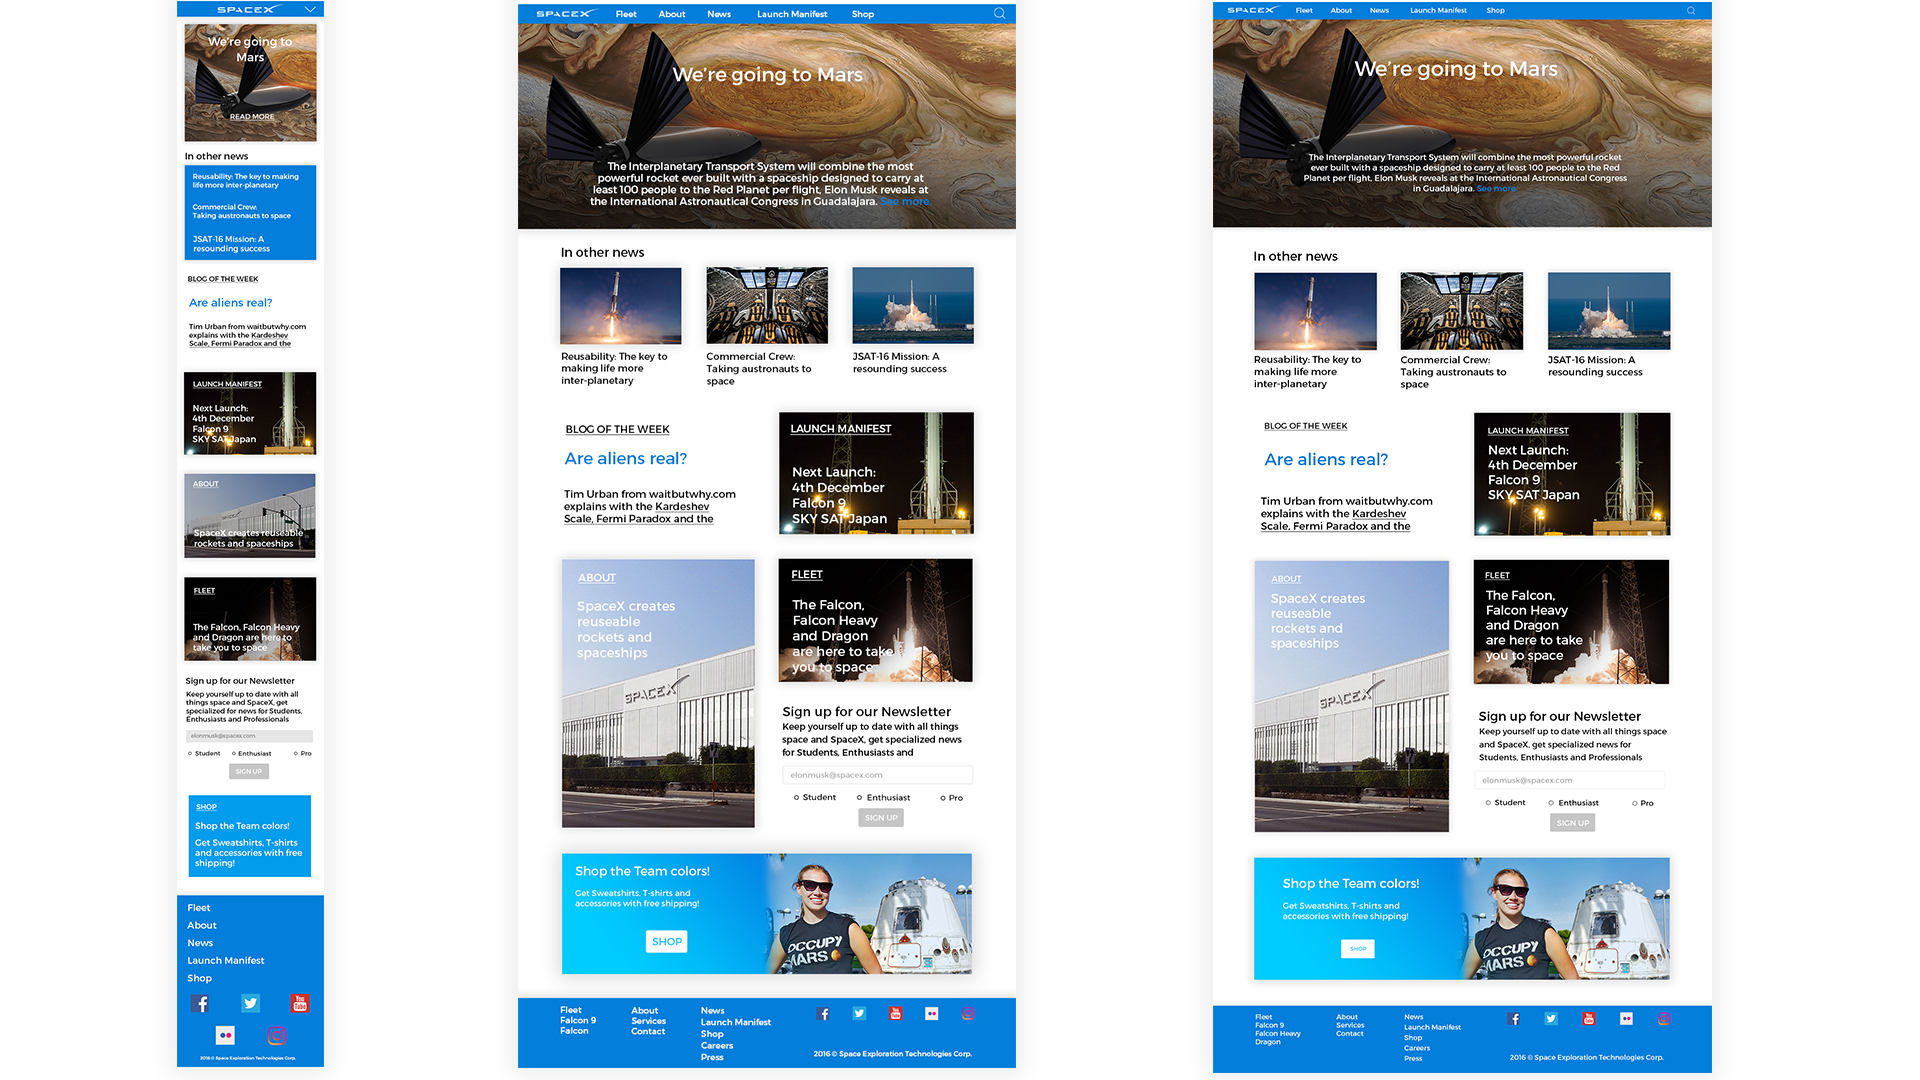 SPACEX
We're going to
Mars
READ MORE
In other news
Reusability: The key to making
life more inter-planetary
Commercial Crew:
Taking austronauts to space
JSAT-16 Mission: A
resounding success
BLOG OF THE WEEK
Are aliens real?
Tim Urban from waitbutwhy.com
explains with the Kardeshev
Scale, Fermi Paradox and the
LAUNCH MANIFEST
Next Launch:
4th December
Falcon 9
SKY SAT Japan
ABOUT
SpaceX creates reuseable
rockets and spaceships
FLEET
The Falcon, Falcon Heavy
and Dragon are here to
take you to space
Sign up for our Newsletter
Keep yourself up to date with all
things space and SpaceX, get
specialized for news for Students,
Enthusiasts and Professionals
elonmusk@spacex.com
Student Enthusiast Pro
SIGN UP
SHOP
Shop the Team colors!
Get Sweatshirts, T-shirts
and accessories with free
shipping!
Fleet
About
News
Launch Manifest
Shop
You
Tube
2016 © Space Exploration Technologies Corp.
SPACEX Fleet About News Launch Manifest Shop
We're going to Mars
The Interplanetary Transport System will combine the most
powerful rocket ever built with a spaceship designed to carry at
least 100 people to the Red Planet per flight, Elon Musk reveals at
the International Astronautical Congress in Guadalajara. See more.
In other news
Reusability: The key to
making life more
inter-planetary
Commercial Crew:
Taking austronauts to
space
JSAT-16 Mission: A
resounding success
BLOG OF THE WEEK
Are aliens real?
Tim Urban from waitbutwhy.com
explains with the Kardeshev
Scale, Fermi Paradox and the
LAUNCH MANIFEST
Next Launch:
4th December
Falcon 9
SKY SAT Japan
ABOUT
SpaceX creates
reuseable
rockets and
spaceships
SPACEX
FLEET
The Falcon,
Falcon Heavy
and Dragon
are here to take
you to space
Sign up for our Newsletter
Keep yourself up to date with all things
space and SpaceX, get specialized news
for Students, Enthusiasts and
elonmusk@spacex.com
Student Enthusiast Pro
SIGN UP
Shop the Team colors!
Get Sweatshirts, T-shirts and
accessories with free shipping!
SHOP
OCCUPY
MARS
Fleet
Falcon 9
Falcon
About
Services
Contact
News
Launch Manifest
Shop
Careers
Press
You
Tube
2016 © Space Exploration Technologies Corp.
SPACEX Fleet About News Launch Manifest Shop
We're going to Mars
The Interplanetary Transport System will combine the most powerful rocket
ever built with a spaceship designed to carry at least 100 people to the Red
Planet per flight, Elon Musk reveals at the International Astronautical Congress
in Guadalajara. See more.
In other news
Reusability: The key to
making life more
inter-planetary
Commercial Crew:
Taking austronauts to
space
JSAT-16 Mission: A
resounding success
BLOG OF THE WEEK
Are aliens real?
Tim Urban from waitbutwhy.com
explains with the Kardeshev
Scale, Fermi Paradox and the
LAUNCH MANIFEST
Next Launch:
4th December
Falcon 9
SKY SAT Japan
ABOUT
SpaceX creates
reuseable
rockets and
spaceships
SPACEX
FLEET
The Falcon,
Falcon Heavy
and Dragon
are here to take
you to space
Sign up for our Newsletter
Keep yourself up to date with all things space
and SpaceX, get specialized news for
Students, Enthusiasts and Professionals
elonmusk@spacex.com
Student Enthusiast Pro
SIGN UP
Shop the Team colors!
Get Sweatshirts, T-shirts and
accessories with free shipping!
SHOP
OCCUPY
MARS
Fleet
Falcon 9
Falcon Heavy
Dragon
About
Services
Contact
News
Launch Manifest
Shop
Careers
Press
You
Tube
2016 © Space Exploration Technologies Corp.